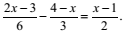 (2x-3)/6 - (4-x)/3 = (x-1)/2.